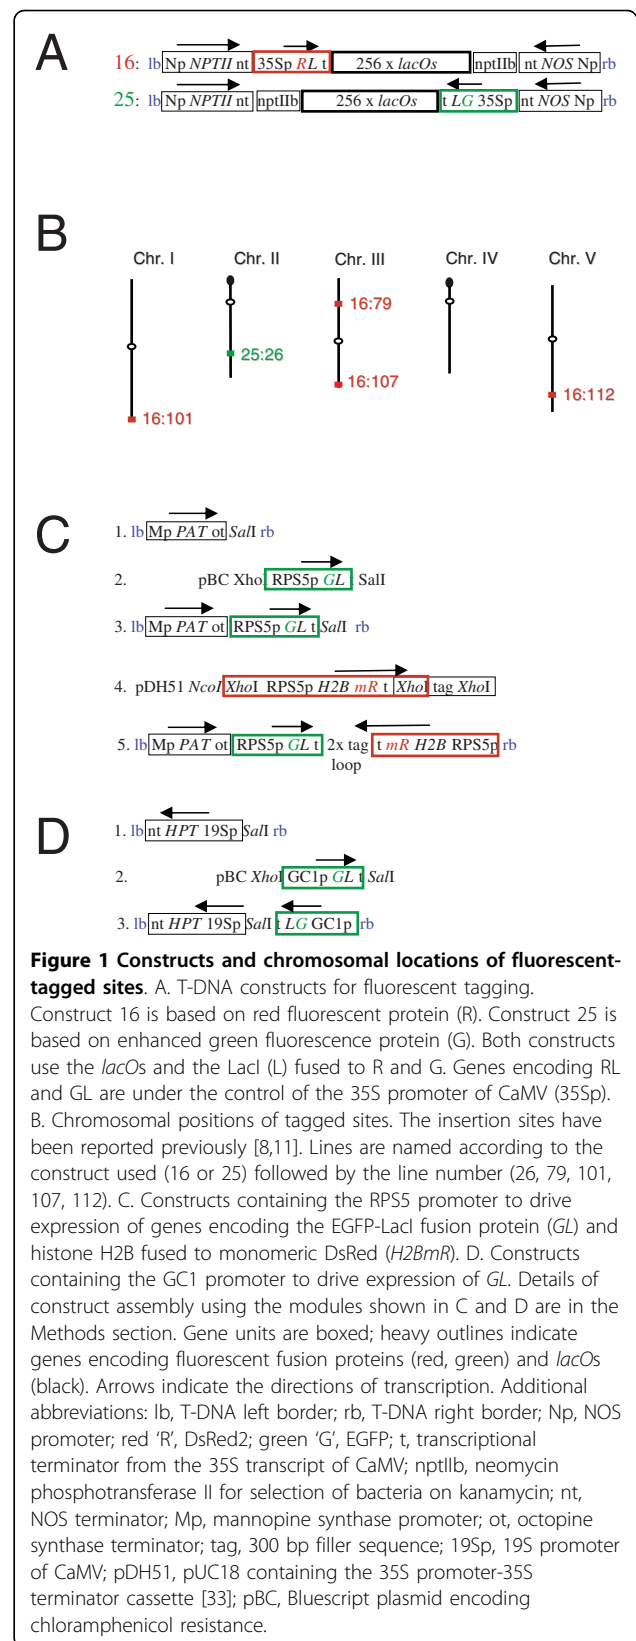 A
16: lb Np NPTII nt 35Sp RL t 256 x lacOs nptIIb nt NOS Np rb
25: lb Np NPTII nt nptIIb 256 x lacOs t LG 35Sp nt NOS Np rb
B
Chr. I Chr. II Chr. III Chr. IV Chr. V
16:79
25:26
16:107
16:112
16:101
C
1. lb Mp PAT ot SalI rb
2. pBC XhoI RPS5p GL t SalI
3. lb Mp PAT ot RPS5p GL t SalI rb
4. pDH51 NcoI XhoI RPS5p H2B mR t XhoI tag XhoI
5. lb Mp PAT ot RPS5p GL t 2x tag t mR H2B RPS5p rb
loop
D
1. lb nt HPT 19Sp SalI rb
2. pBC XhoI GC1p GL t SalI
3. lb nt HPT 19Sp SalI t LG GC1p rb
Figure 1 Constructs and chromosomal locations of fluorescent-
tagged sites. A. T-DNA constructs for fluorescent tagging.
Construct 16 is based on red fluorescent protein (R). Construct 25 is
based on enhanced green fluorescence protein (G). Both constructs
use the lacOs and the LacI (L) fused to R and G. Genes encoding RL
and GL are under the control of the 35S promoter of CaMV (35Sp).
B. Chromosomal positions of tagged sites. The insertion sites have
been reported previously [8,11]. Lines are named according to the
construct used (16 or 25) followed by the line number (26, 79, 101,
107, 112). C. Constructs containing the RPS5 promoter to drive
expression of genes encoding the EGFP-LacI fusion protein (GL) and
histone H2B fused to monomeric DsRed (H2BmR). D. Constructs
containing the GC1 promoter to drive expression of GL. Details of
construct assembly using the modules shown in C and D are in the
Methods section. Gene units are boxed; heavy outlines indicate
genes encoding fluorescent fusion proteins (red, green) and lacOs
(black). Arrows indicate the directions of transcription. Additional
abbreviations: lb, T-DNA left border; rb, T-DNA right border; Np, NOS
promoter; red ‘R’, DsRed2; green ‘G’, EGFP; t, transcriptional
terminator from the 35S transcript of CaMV; nptIIb, neomycin
phosphotransferase II for selection of bacteria on kanamycin; nt,
NOS terminator; Mp, mannopine synthase promoter; ot, octopine
synthase terminator; tag, 300 bp filler sequence; 19Sp, 19S promoter
of CaMV; pDH51, pUC18 containing the 35S promoter-35S
terminator cassette [33]; pBC, Bluescript plasmid encoding
chloramphenicol resistance.